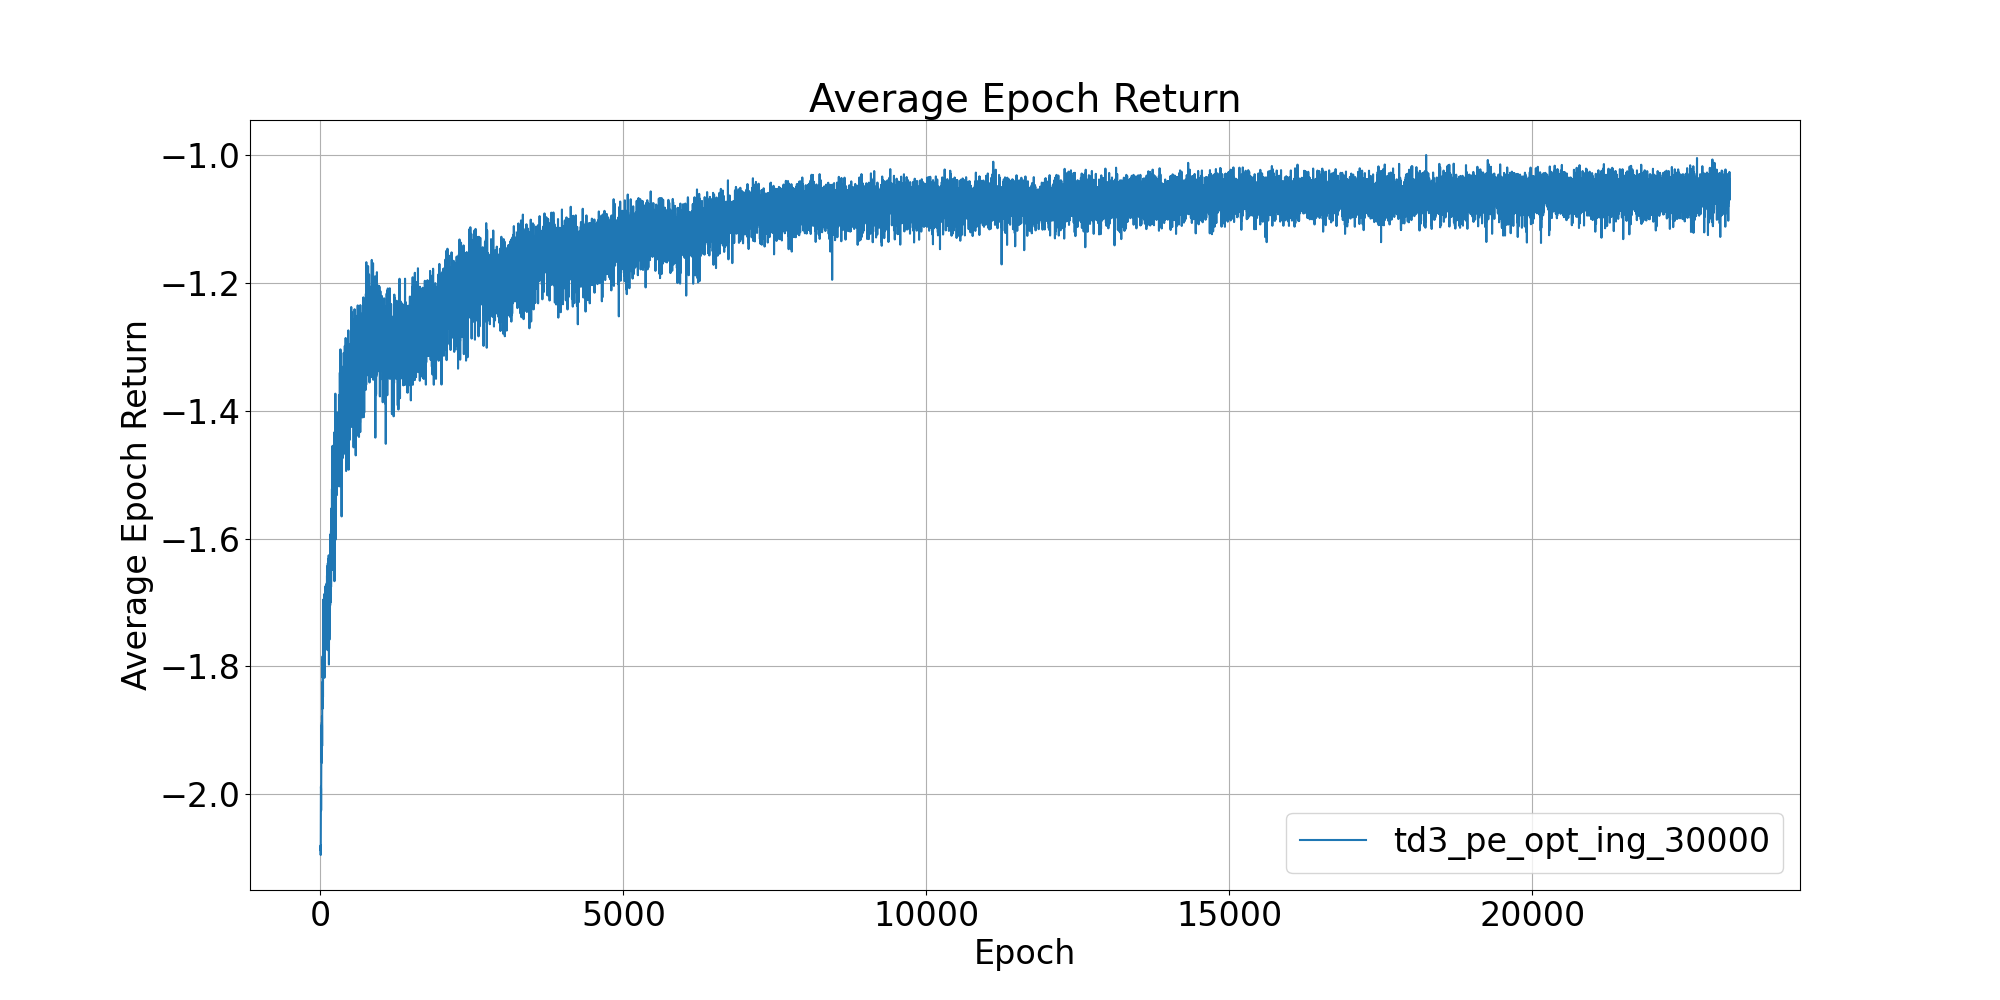 Average Epoch Return
Average Epoch Return
−1.0
−1.2
−1.4
−1.6
−1.8
−2.0
0
5000
10000
15000
20000
Epoch
td3_pe_opt_ing_30000